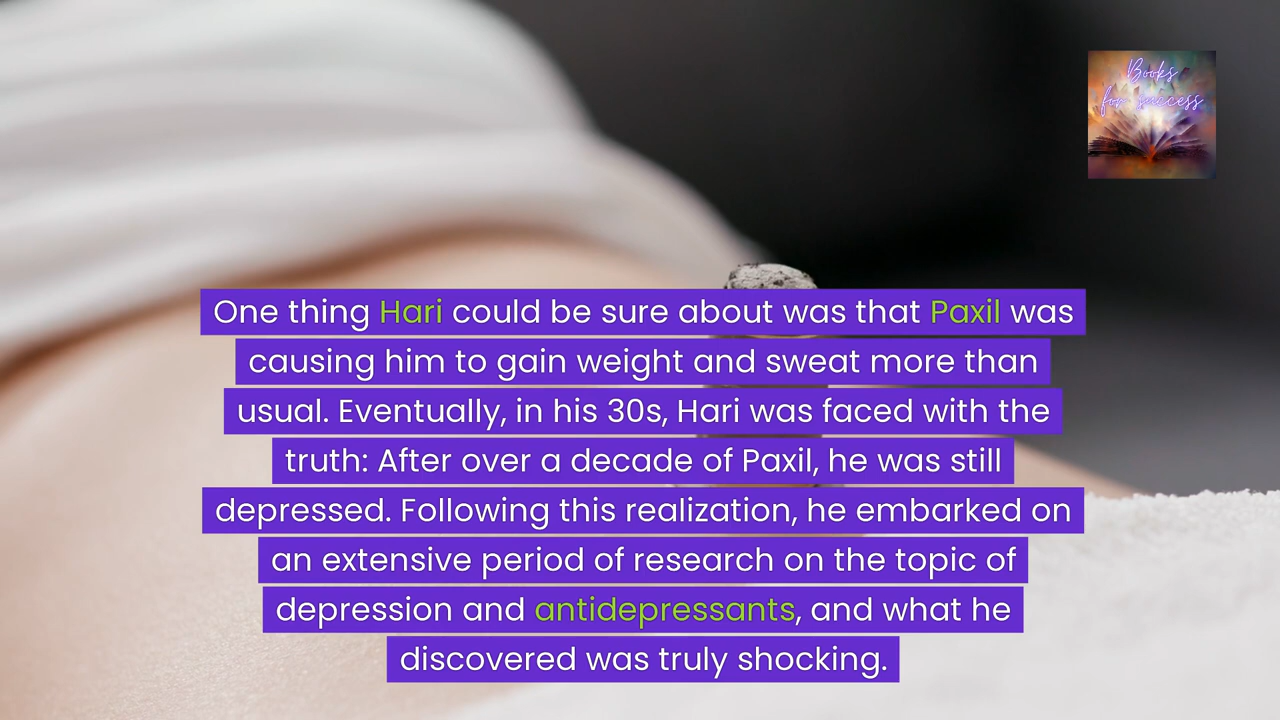 Books
for success
One thing Hari could be sure about was that Paxil was
causing him to gain weight and sweat more than
usual. Eventually, in his 30s, Hari was faced with the
truth: After over a decade of Paxil, he was still
depressed. Following this realization, he embarked on
an extensive period of research on the topic of
depression and antidepressants, and what he
discovered was truly shocking.